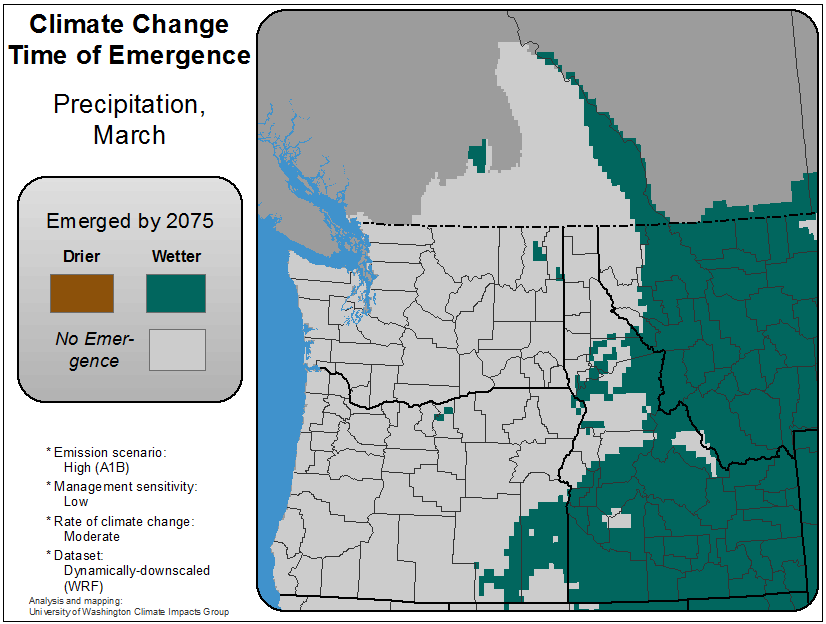 Climate Change
Time of Emergence
Precipitation,
March
Emerged by 2075
Drier Wetter
No Emer-
gence
* Emission scenario:
High (A1B)
* Management sensitivity:
Low
* Rate of climate change:
Moderate
* Dataset:
Dynamically-downscaled
(WRF)
Analysis and mapping:
University of Washington Climate Impacts Group